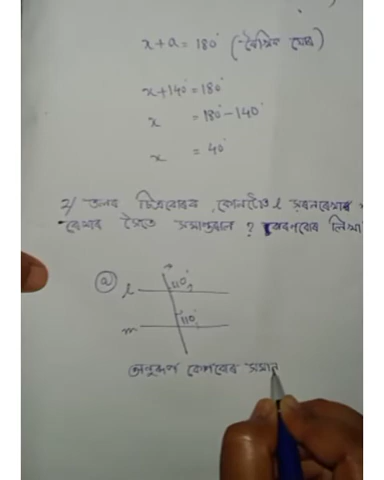 x + a = 180° (- ৰৈখিক যোৰ)
x + 140° = 180°
x = 180° - 140°
x = 40°
2/ তলৰ চিত্ৰবোৰৰ, কোনটোত l সৰলৰেখাৰ
ৰেখাৰ সৈতে সমান্তৰাল ? লিখা
(a) l 110°
m 110°
অনুৰূপ কোণবোৰ সমান